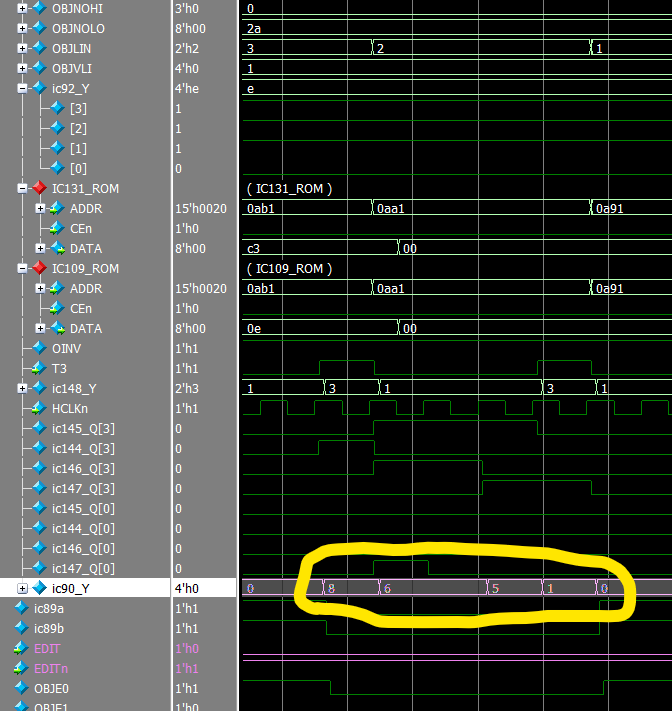 OBJNOHI 3'h0 0
OBJNOLO 8'h00 2a
OBJLIN 2'h2 3 2 1
OBJVLI 4'h0 1
ic92_Y 4'he e
[3] 1
[2] 1
[1] 1
[0] 0
IC131_ROM ( IC131_ROM )
ADDR 15'h0020 0ab1 0aa1 0a91
CEn 1'h0
DATA 8'h00 c3 00
IC109_ROM ( IC109_ROM )
ADDR 15'h0020 0ab1 0aa1 0a91
CEn 1'h0
DATA 8'h00 0e 00
OINV 1'h1
T3 1'h1
ic148_Y 2'h3 1 3 1 3 1
HCLKn 1'h1
ic145_Q[3] 0
ic144_Q[3] 0
ic146_Q[3] 0
ic147_Q[3] 0
ic145_Q[0] 0
ic144_Q[0] 0
ic146_Q[0] 0
ic147_Q[0] 0
ic90_Y 4'h0 0 8 6 5 1 0
ic89a 1'h1
ic89b 1'h1
EDIT 1'h0
EDITn 1'h1
OBJE0 1'h1
OBJE1 1'h0